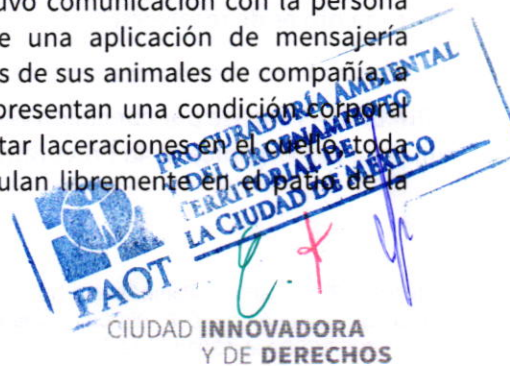 uvo comunicación con la persona
e una aplicación de mensajería
s de sus animales de compañía, a
presentan una condición corporal
tar laceraciones en el cuello, toda
ulan libremente en el patio de la
PROCURADURÍA AMBIENTAL
Y DEL ORDENAMIENTO
TERRITORIAL DE
LA CIUDAD DE MÉXICO
PAOT
CIUDAD INNOVADORA
Y DE DERECHOS